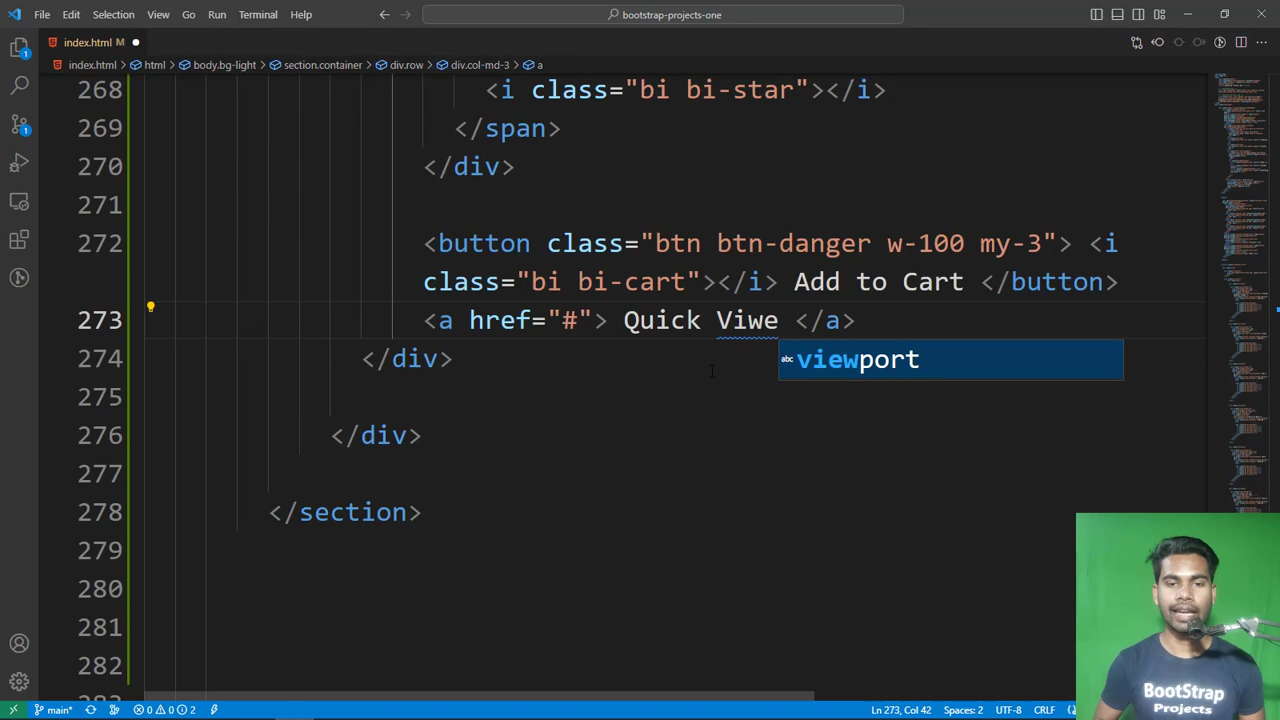 File Edit Selection View Go Run Terminal Help
bootstrap-projects-one
index.html M
index.html > html > body.bg-light > section.container > div.row > div.col-md-3 > a
268 <i class="bi bi-star"></i>
269 </span>
270 </div>
271
272 <button class="btn btn-danger w-100 my-3"> <i
class="bi bi-cart"></i> Add to Cart </button>
273 <a href="#"> Quick Viwe </a>
abc viewport
274 </div>
275
276 </div>
277
278 </section>
279
280
281
282
BootStrap
Projects
main* 0 0 2 Ln 273, Col 42 Spaces: 2 UTF-8 CRLF